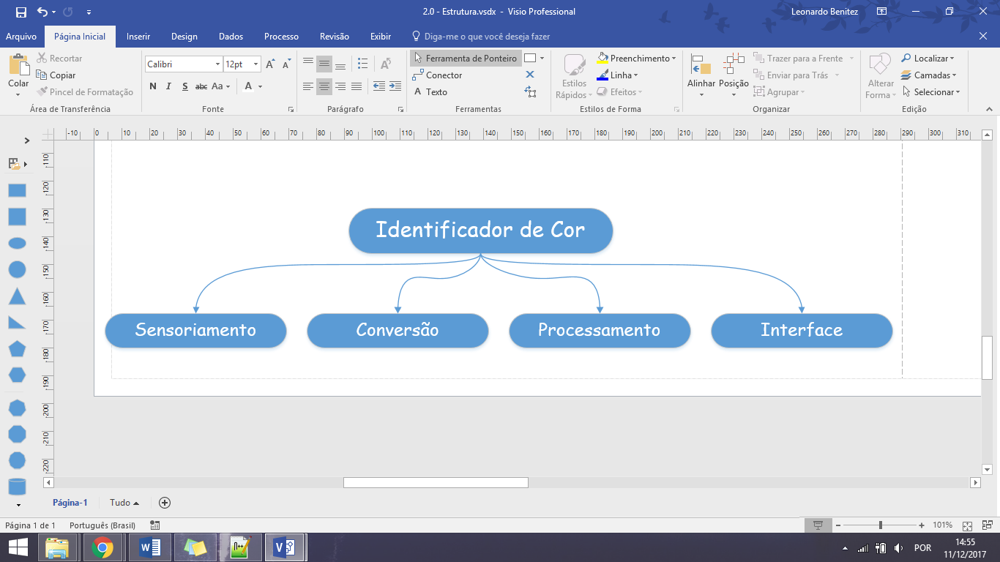 2.0 - Estrutura.vsdx - Visio Professional
Leonardo Benitez
Arquivo Página Inicial Inserir Design Dados Processo Revisão Exibir Diga-me o que você deseja fazer
Colar
Recortar
Copiar
Pincel de Formatação
Área de Transferência
Calibri 12pt
N I S abc Aa A
Fonte
Parágrafo
Ferramenta de Ponteiro
Conector
A Texto
Ferramentas
Estilos Rápidos
Preenchimento
Linha
Efeitos
Estilos de Forma
Alinhar Posição
Trazer para a Frente
Enviar para Trás
Agrupar
Organizar
Alterar Forma
Localizar
Camadas
Selecionar
Edição
-10 0 10 20 30 40 50 60 70 80 90 100 110 120 130 140 150 160 170 180 190 200 210 220 230 240 250 260 270 280 290 300 310
110
120
130
140
150
160
170
180
190
200
210
220
Identificador de Cor
Sensoriamento Conversão Processamento Interface
Página-1 Tudo
Página 1 de 1 Português (Brasil) 101%
POR 14:55
11/12/2017